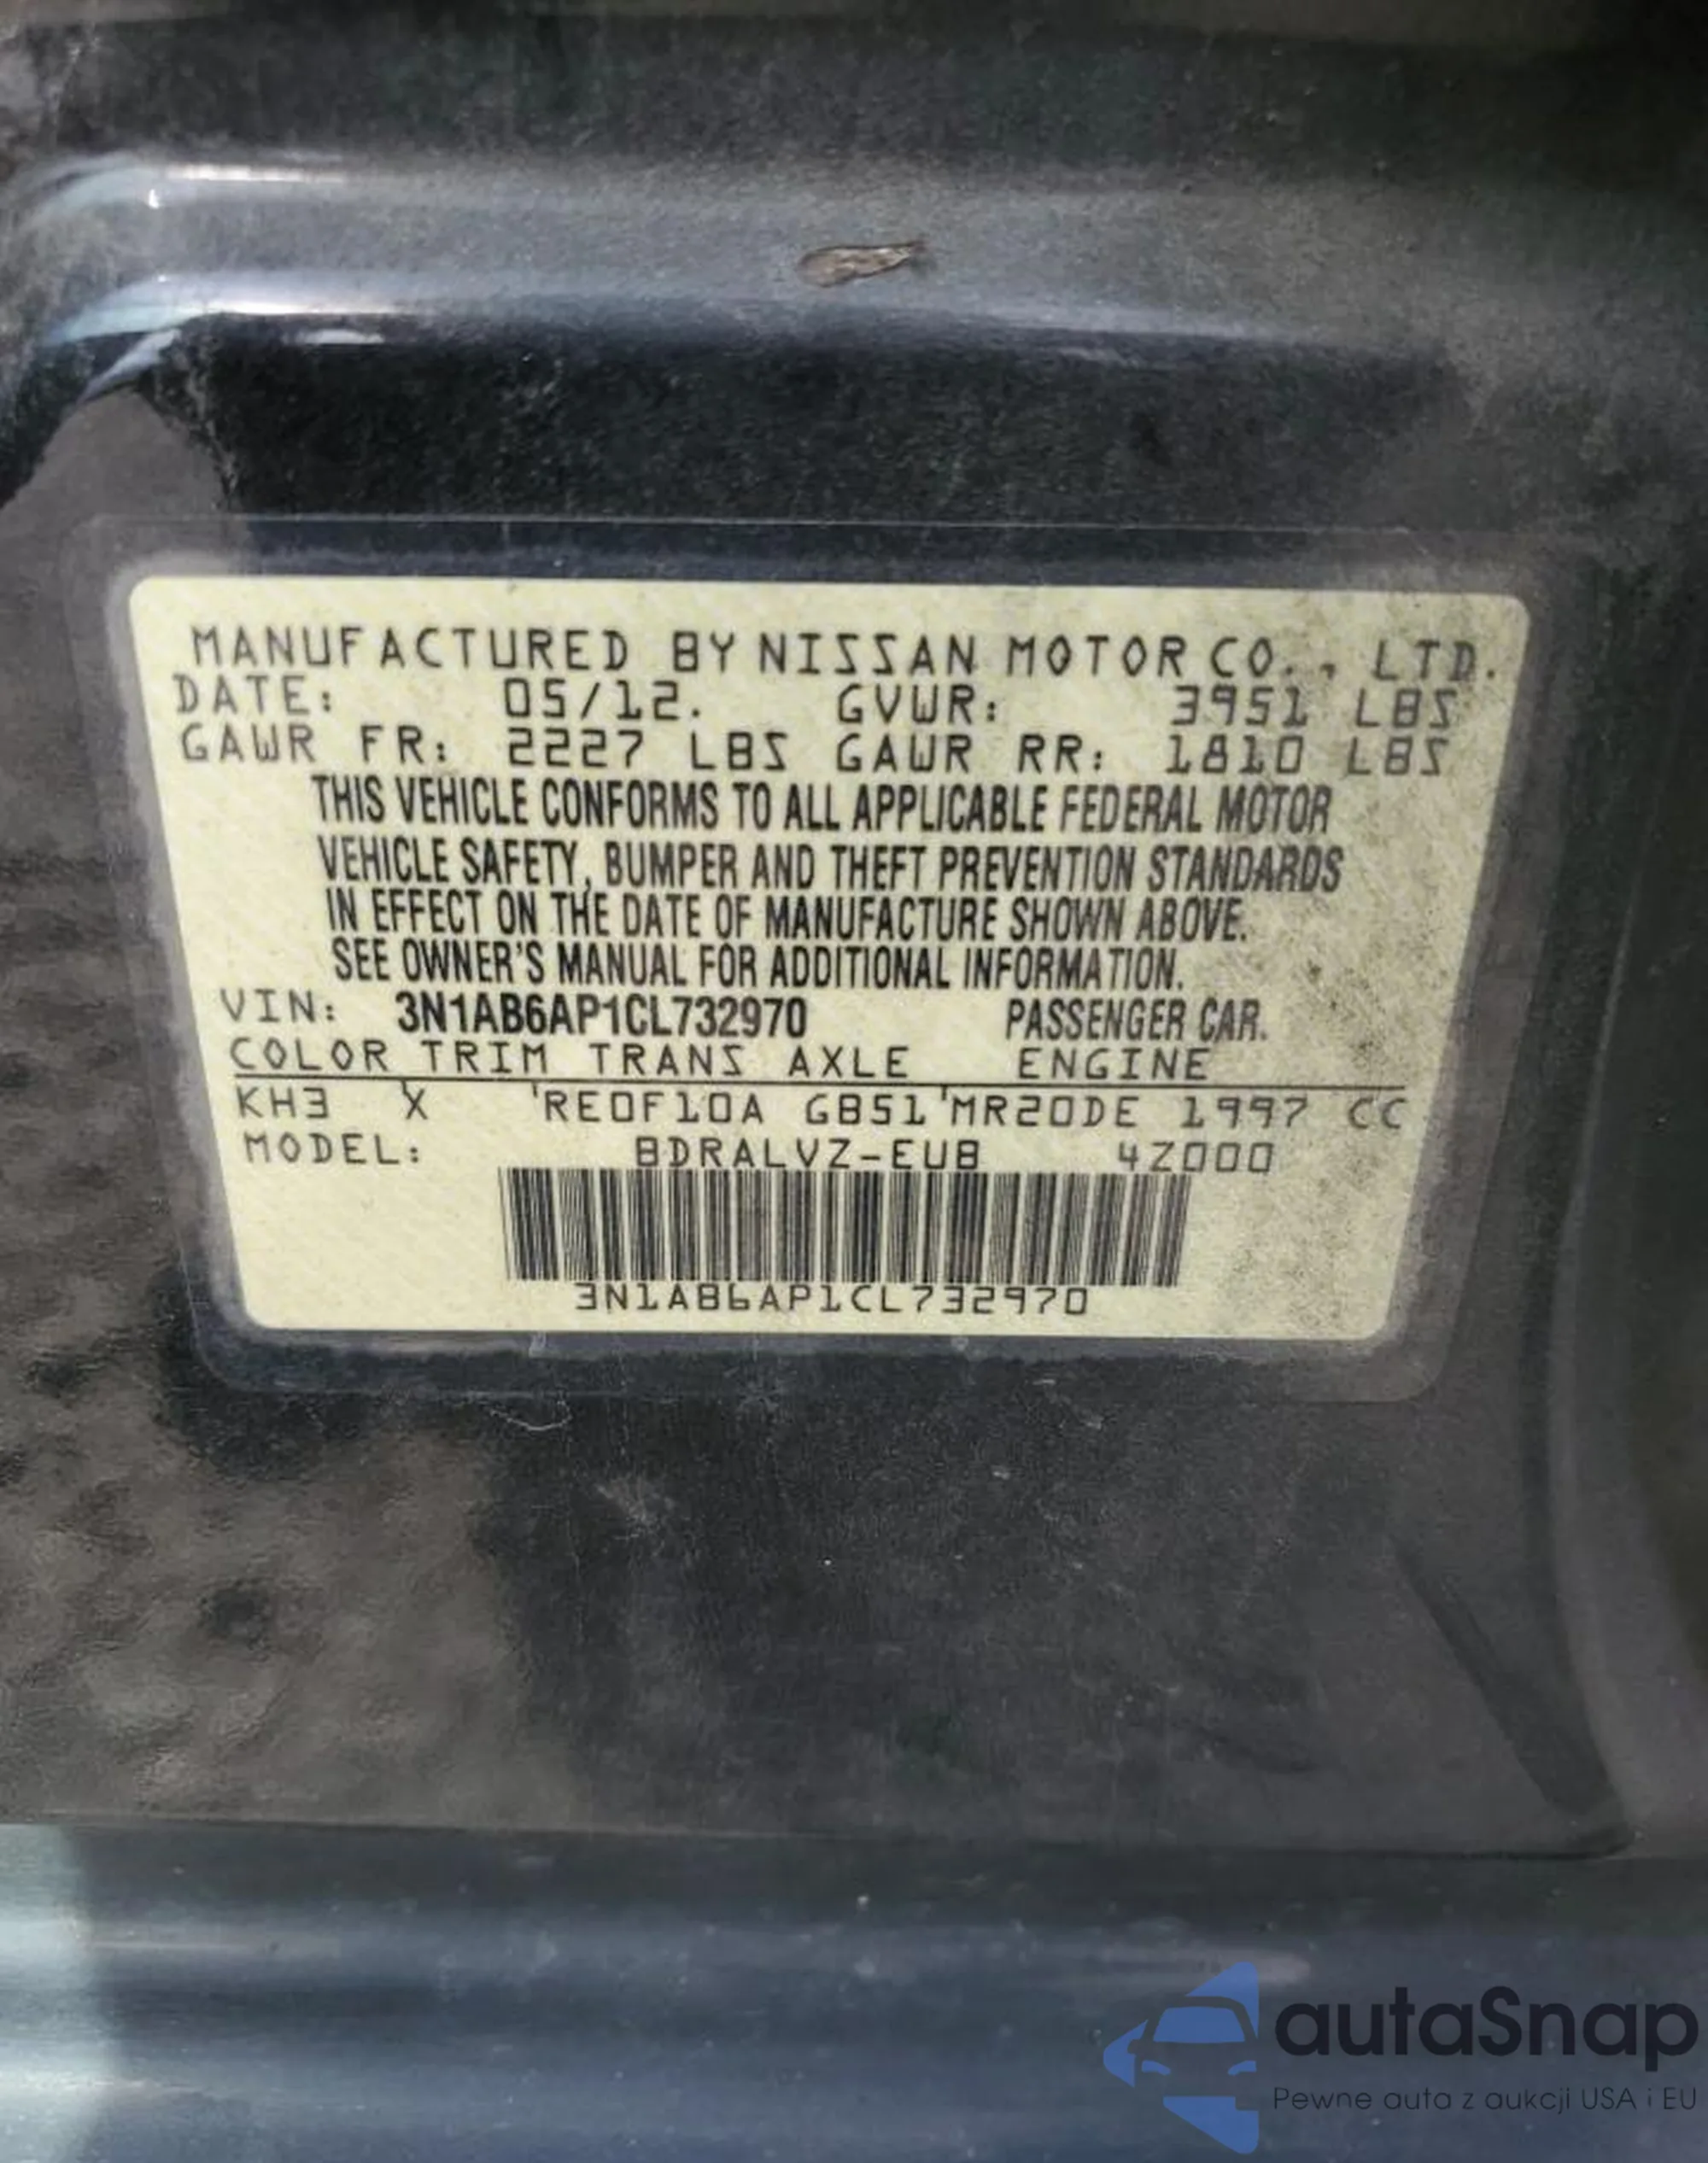 MANUFACTURED BY NISSAN MOTOR CO., LTD.
DATE: 05/12. GVWR: 3951 LBS
GAWR FR: 2227 LBS GAWR RR: 1810 LBS
THIS VEHICLE CONFORMS TO ALL APPLICABLE FEDERAL MOTOR
VEHICLE SAFETY, BUMPER AND THEFT PREVENTION STANDARDS
IN EFFECT ON THE DATE OF MANUFACTURE SHOWN ABOVE.
SEE OWNER'S MANUAL FOR ADDITIONAL INFORMATION.
VIN: 3N1AB6AP1CL732970 PASSENGER CAR.
COLOR TRIM TRANS AXLE ENGINE
KH3 X RE0F10A GB51 MR20DE 1997 CC
MODEL: BDRALVZ-EUB 4Z000
3N1AB6AP1CL732970
autaSnap
Pewne auta z aukcji USA i EU